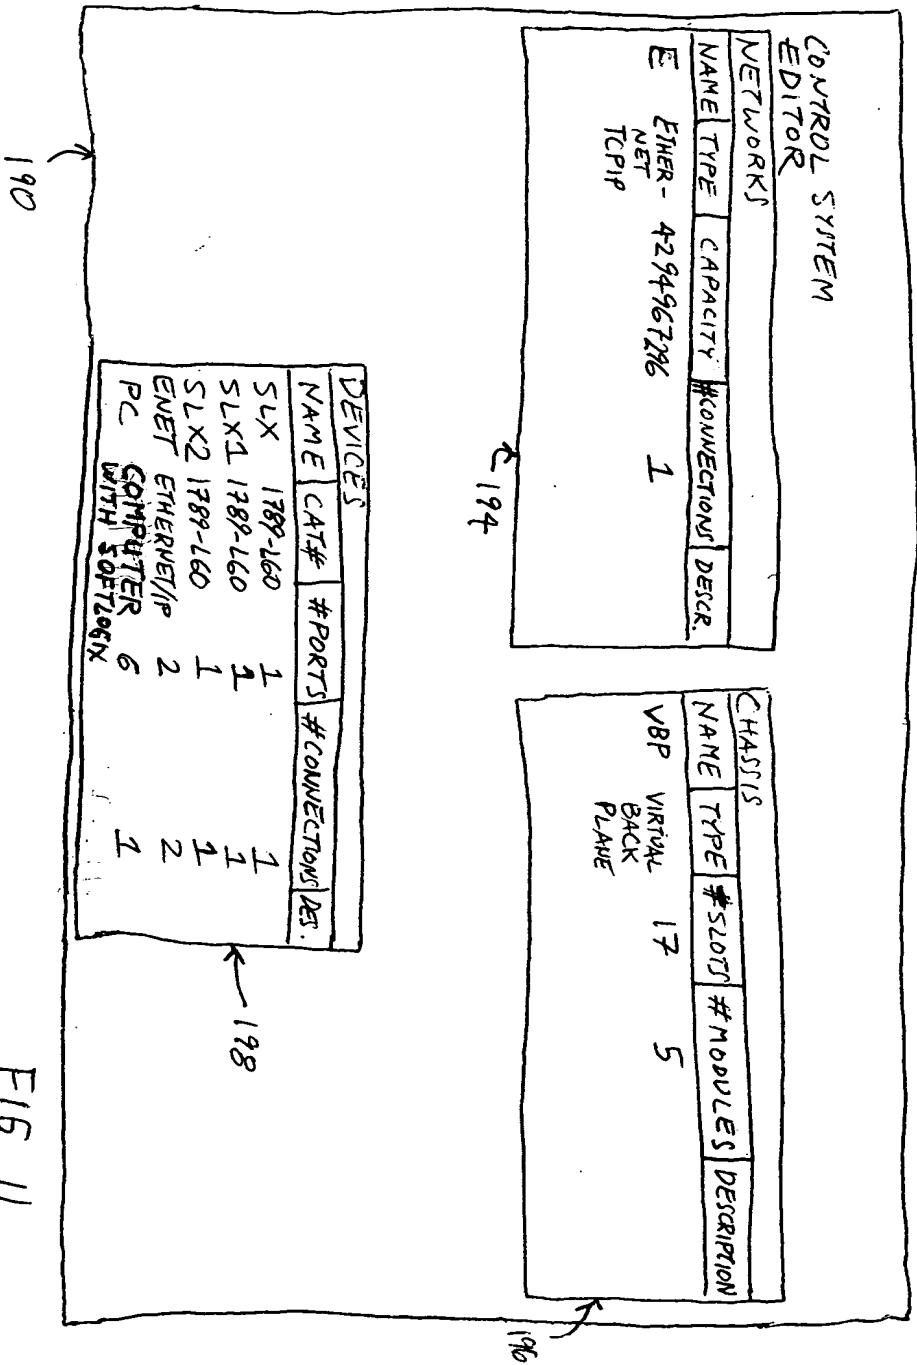 CONTROL SYSTEM
EDITOR
NETWORKS
NAME TYPE CAPACITY #CONNECTIONS DESCR.
E ETHER- 4294967296 1
NET
TCPIP
194
CHASSIS
NAME TYPE #SLOTS #MODULES DESCRIPTION
VBP VIRTUAL 17 5
BACK
PLANE
196
DEVICES
NAME CAT# #PORTS #CONNECTIONS DES.
SLX 1789-L60 1 1
SLX1 1789-L60 1 1
SLX2 1789-L60 1 1
ENET ETHERNET/IP 2 2
PC COMPUTER 6 1
WITH SOFTLOGIX
198
190
FIG 11